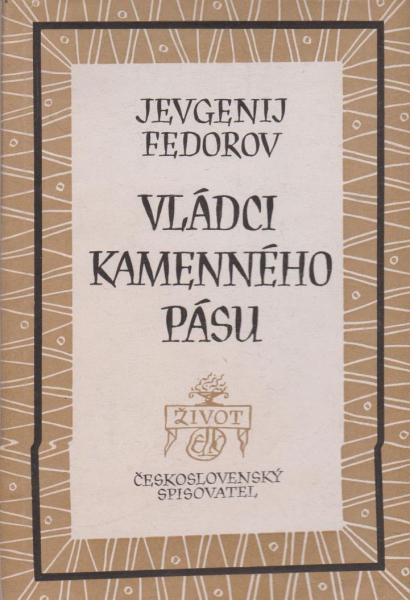 JEVGENIJ
FEDOROV
VLÁDCI
KAMENNÉHO
PÁSU
ŽIVOT
ČESKOSLOVENSKÝ
SPISOVATEL